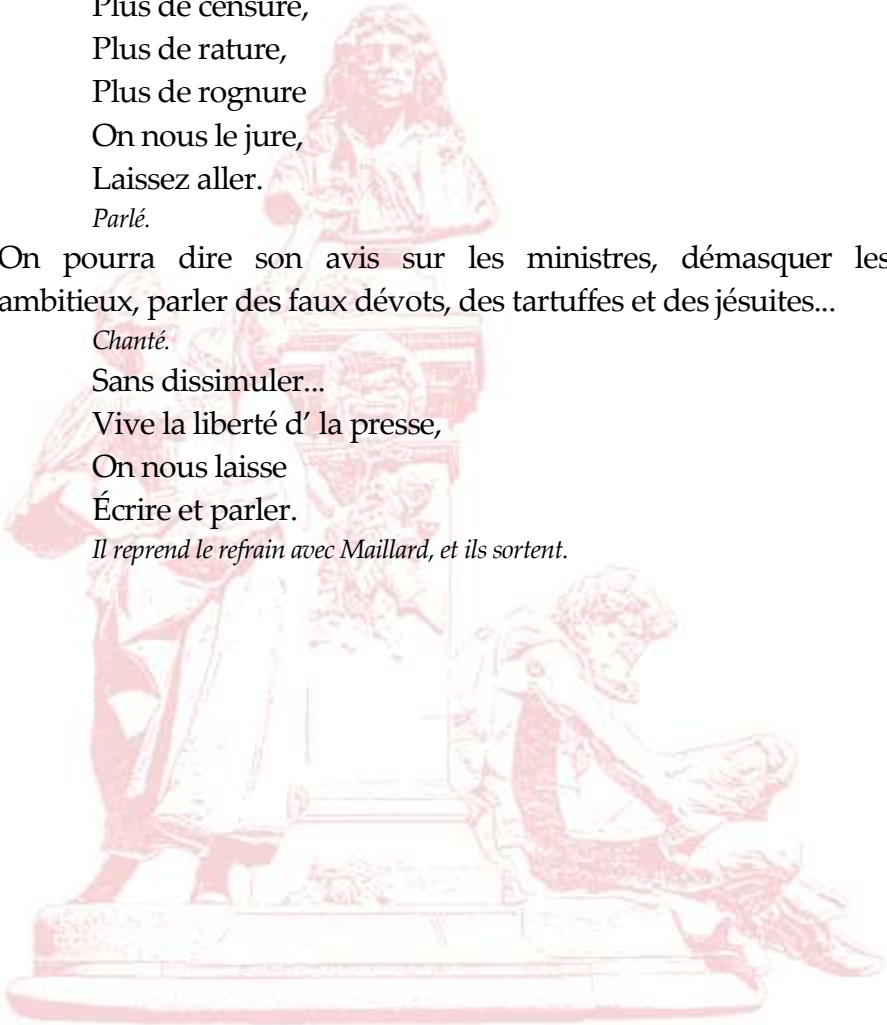 Plus de censure,
Plus de rature,
Plus de rognure
On nous le jure,
Laissez aller.
Parlé.
On pourra dire son avis sur les ministres, démasquer les
ambitieux, parler des faux dévots, des tartuffes et des jésuites...
Chanté.
Sans dissimuler...
Vive la liberté d’ la presse,
On nous laisse
Écrire et parler.
Il reprend le refrain avec Maillard, et ils sortent.